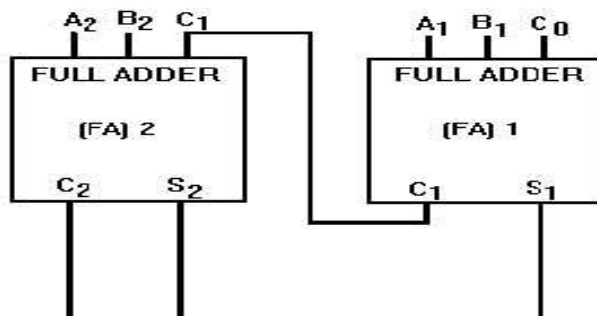 A2 B2 C1
FULL ADDER
(FA) 2
C2 S2
A1 B1 C0
FULL ADDER
(FA) 1
C1 S1